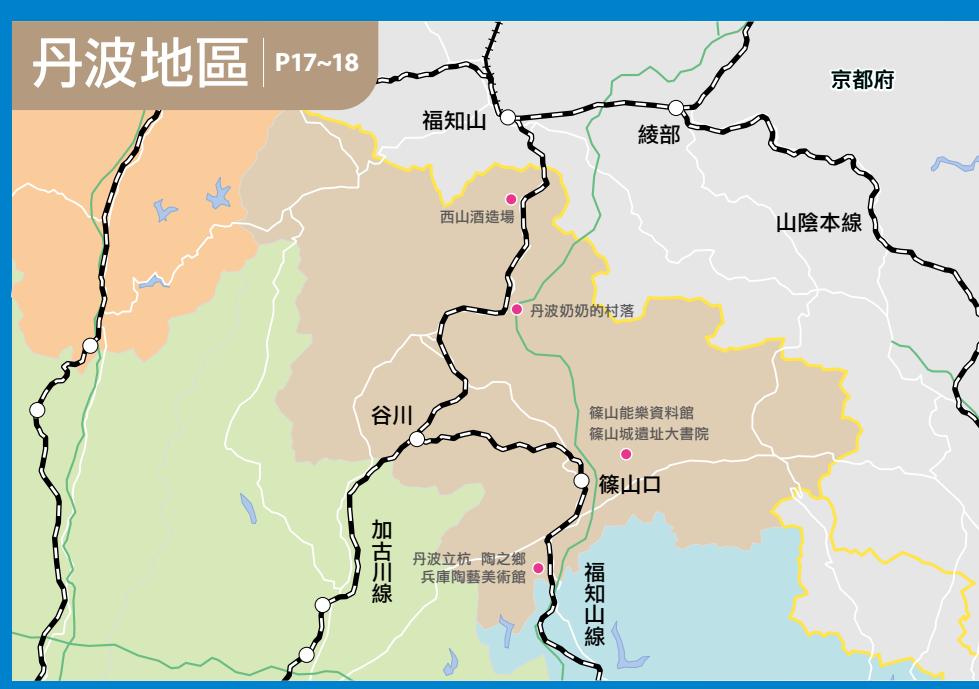 丹波地區 P17~18
京都府
福知山
綾部
西山酒造場
山陰本線
丹波奶奶的村落
谷川
篠山能樂資料館
篠山城遺址大書院
篠山口
加古川線
丹波立杭 陶之鄉
兵庫陶藝美術館
福知山線